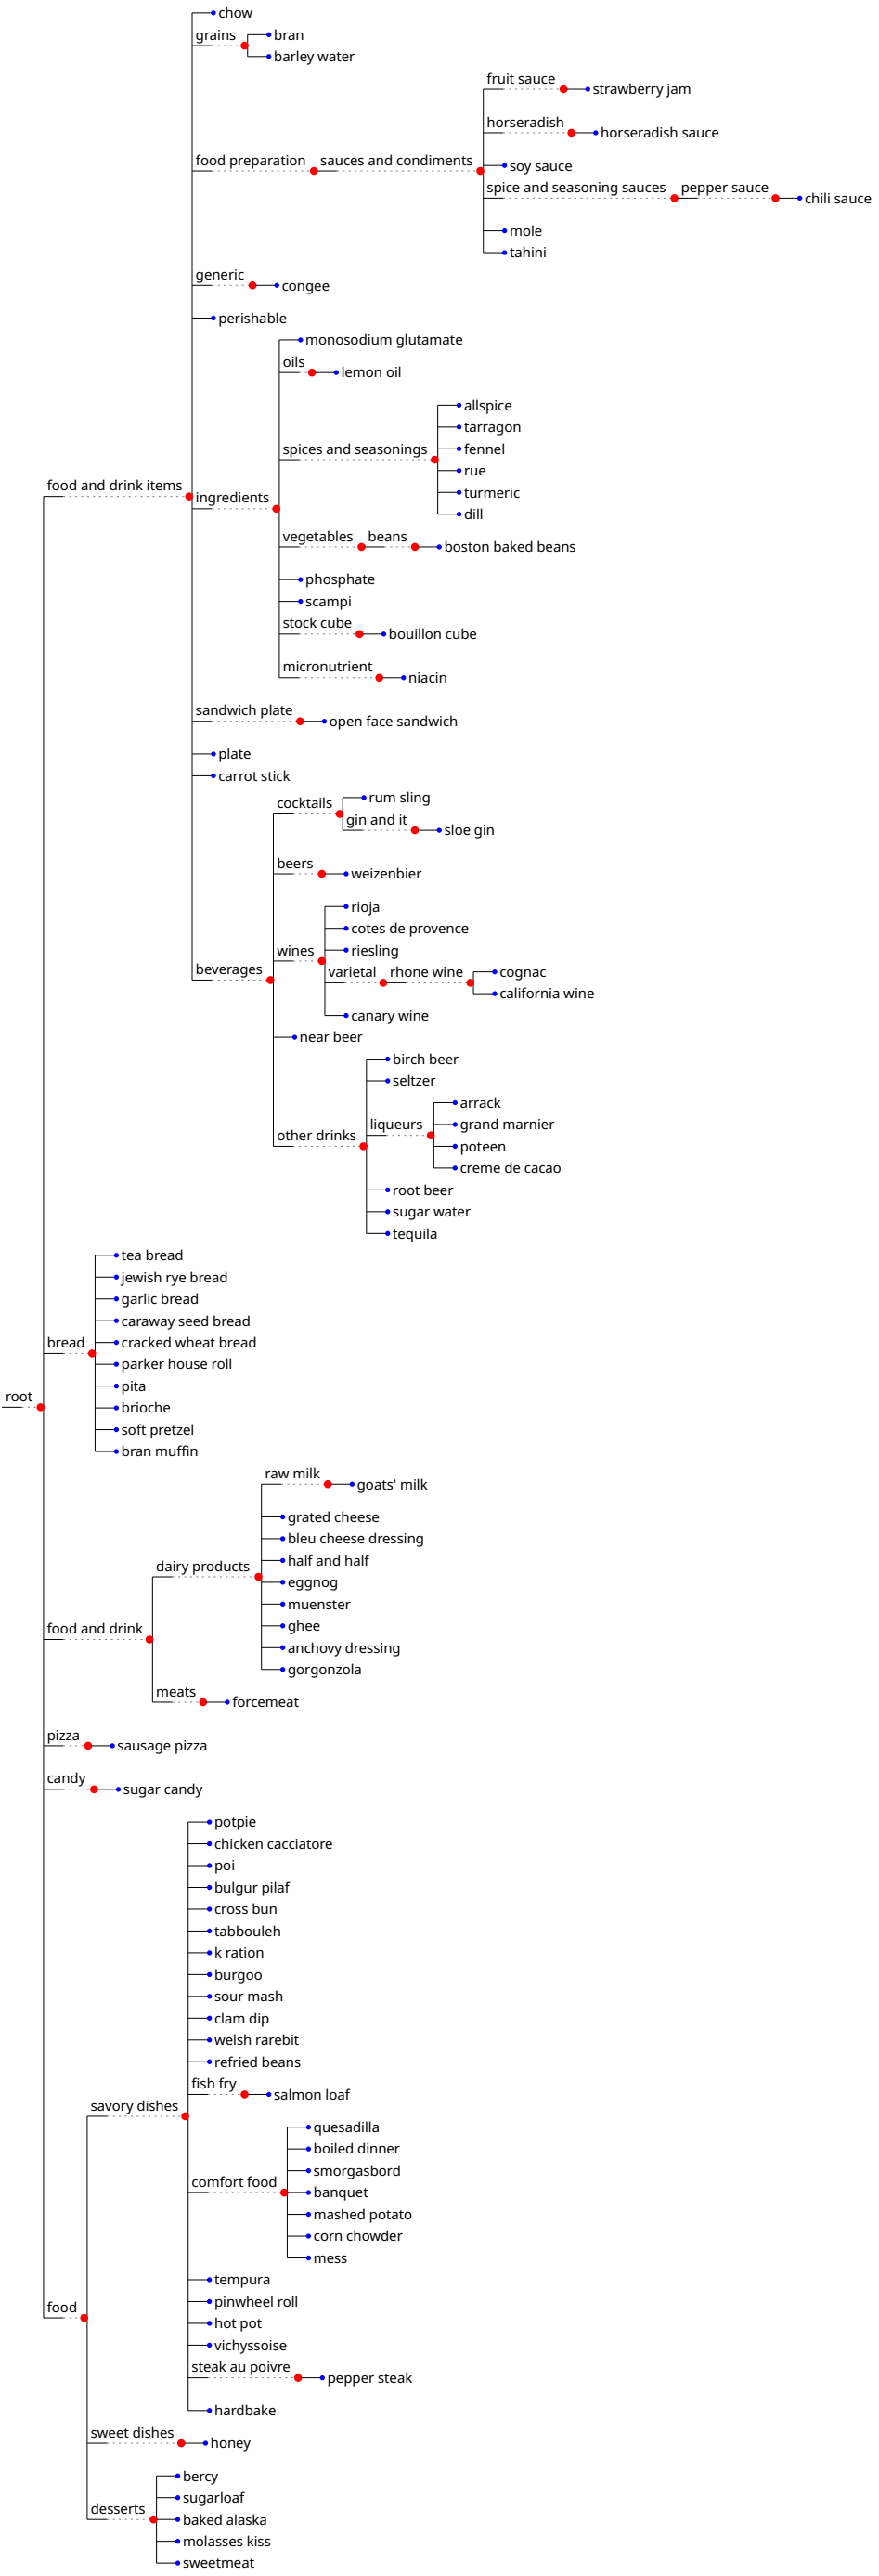 chow
grains
bran
barley water
fruit sauce
strawberry jam
horseradish
horseradish sauce
food preparation
sauces and condiments
soy sauce
spice and seasoning sauces
pepper sauce
chili sauce
mole
tahini
generic
congee
perishable
monosodium glutamate
oils
lemon oil
allspice
tarragon
fennel
spices and seasonings
rue
turmeric
dill
food and drink items
ingredients
vegetables
beans
boston baked beans
phosphate
scampi
stock cube
bouillon cube
micronutrient
niacin
sandwich plate
open face sandwich
plate
carrot stick
cocktails
rum sling
gin and it
sloe gin
beers
weizenbier
rioja
cotes de provence
wines
riesling
beverages
varietal
rhone wine
cognac
california wine
canary wine
near beer
birch beer
seltzer
liqueurs
arrack
grand marnier
other drinks
poteen
creme de cacao
root beer
sugar water
tequila
tea bread
jewish rye bread
garlic bread
caraway seed bread
bread
cracked wheat bread
parker house roll
pita
root
brioche
soft pretzel
bran muffin
raw milk
goats' milk
grated cheese
bleu cheese dressing
dairy products
half and half
eggnog
muenster
food and drink
ghee
anchovy dressing
gorgonzola
meats
forcemeat
pizza
sausage pizza
candy
sugar candy
potpie
chicken cacciatore
poi
bulgur pilaf
cross bun
tabbouleh
k ration
burgoo
sour mash
clam dip
welsh rarebit
refried beans
fish fry
salmon loaf
savory dishes
quesadilla
boiled dinner
smorgasbord
comfort food
banquet
mashed potato
corn chowder
mess
tempura
pinwheel roll
food
hot pot
vichyssoise
steak au poivre
pepper steak
hardbake
sweet dishes
honey
bercy
sugarloaf
desserts
baked alaska
molasses kiss
sweetmeat